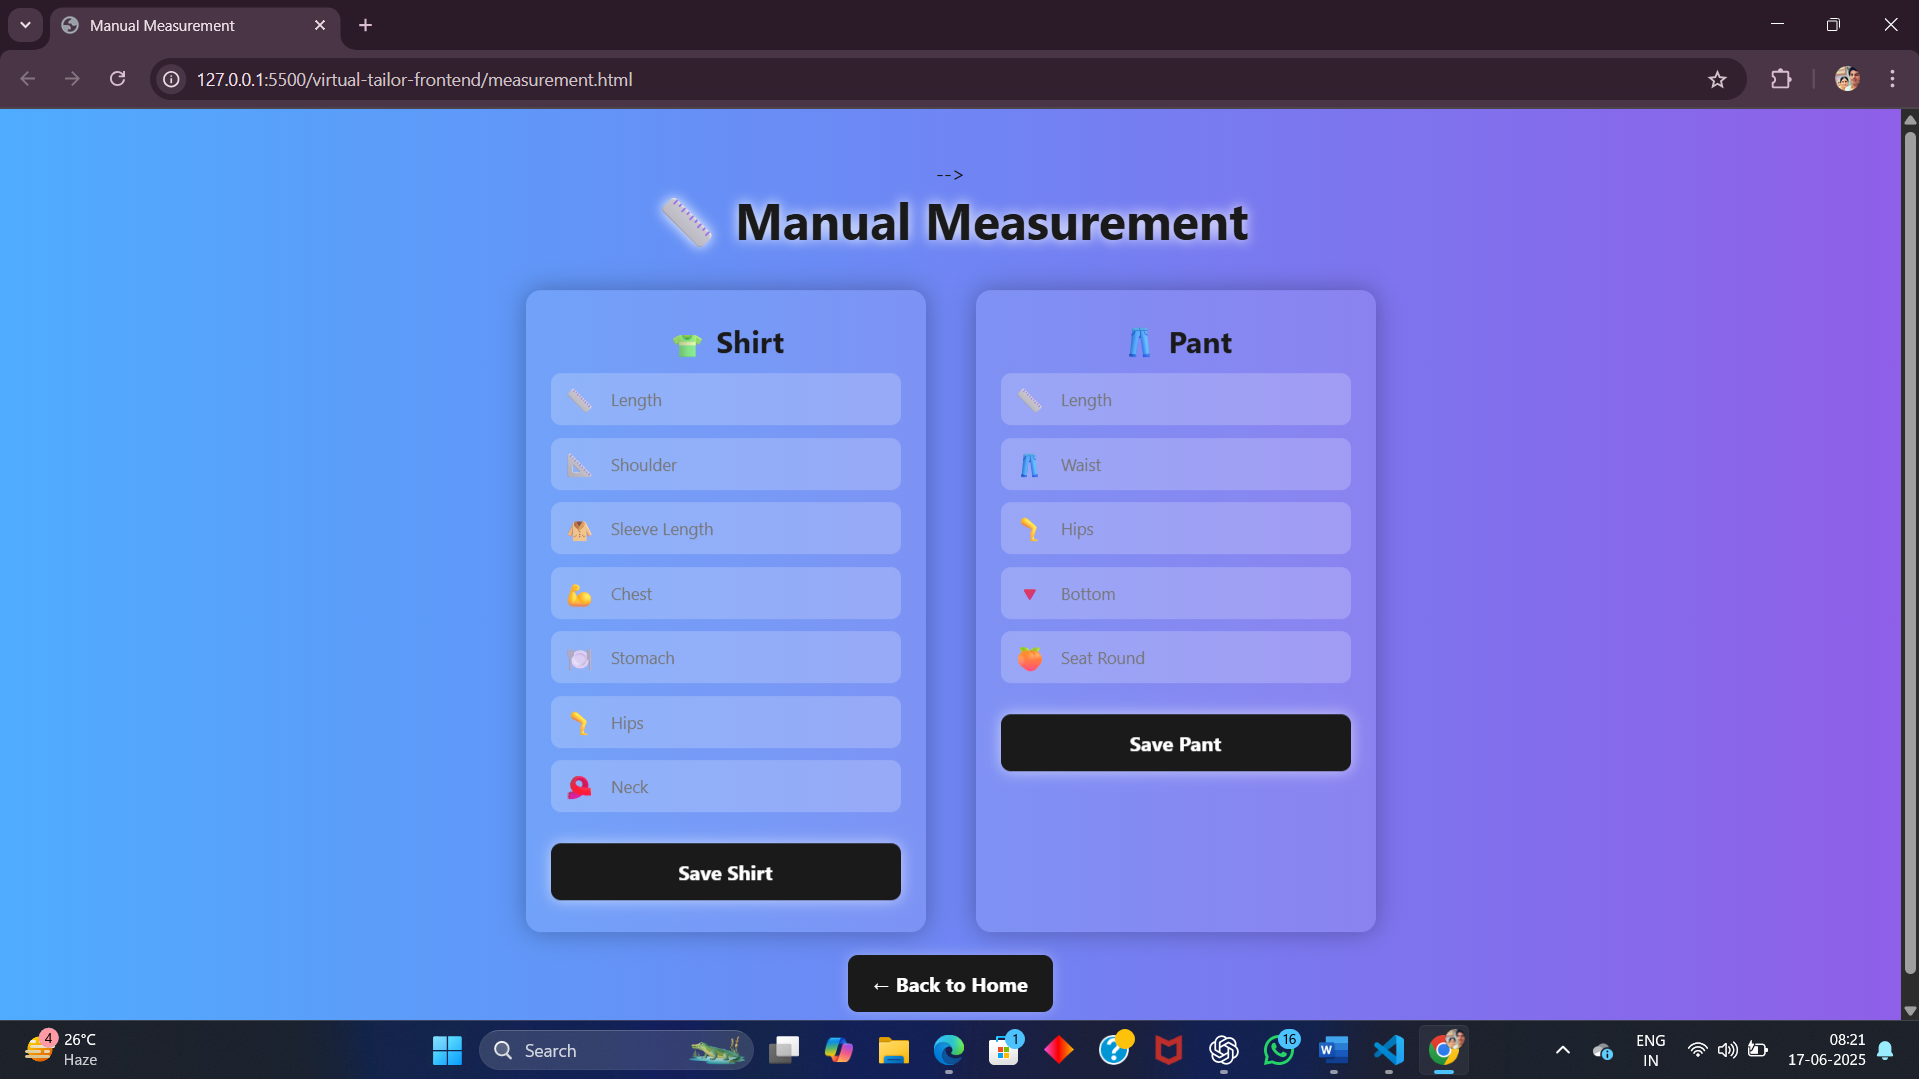 Manual Measurement
127.0.0.1:5500/virtual-tailor-frontend/measurement.html
-->
Manual Measurement
Shirt
Length
Shoulder
Sleeve Length
Chest
Stomach
Hips
Neck
Save Shirt
Pant
Length
Waist
Hips
Bottom
Seat Round
Save Pant
← Back to Home
4
26°C
Haze
Search
1
16
ENG
IN
08:21
17-06-2025